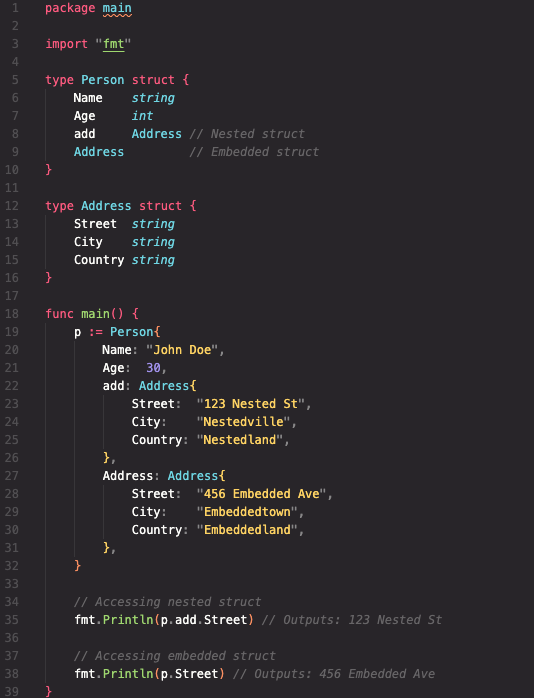 1 package main
2
3 import "fmt"
4
5 type Person struct {
6     Name    string
7     Age     int
8     add     Address // Nested struct
9     Address         // Embedded struct
10 }
11
12 type Address struct {
13     Street  string
14     City    string
15     Country string
16 }
17
18 func main() {
19     p := Person{
20         Name: "John Doe",
21         Age:  30,
22         add: Address{
23             Street:  "123 Nested St",
24             City:    "Nestedville",
25             Country: "Nestedland",
26         },
27         Address: Address{
28             Street:  "456 Embedded Ave",
29             City:    "Embeddedtown",
30             Country: "Embeddedland",
31         },
32     }
33
34     // Accessing nested struct
35     fmt.Println(p.add.Street) // Outputs: 123 Nested St
36
37     // Accessing embedded struct
38     fmt.Println(p.Street) // Outputs: 456 Embedded Ave
39 }